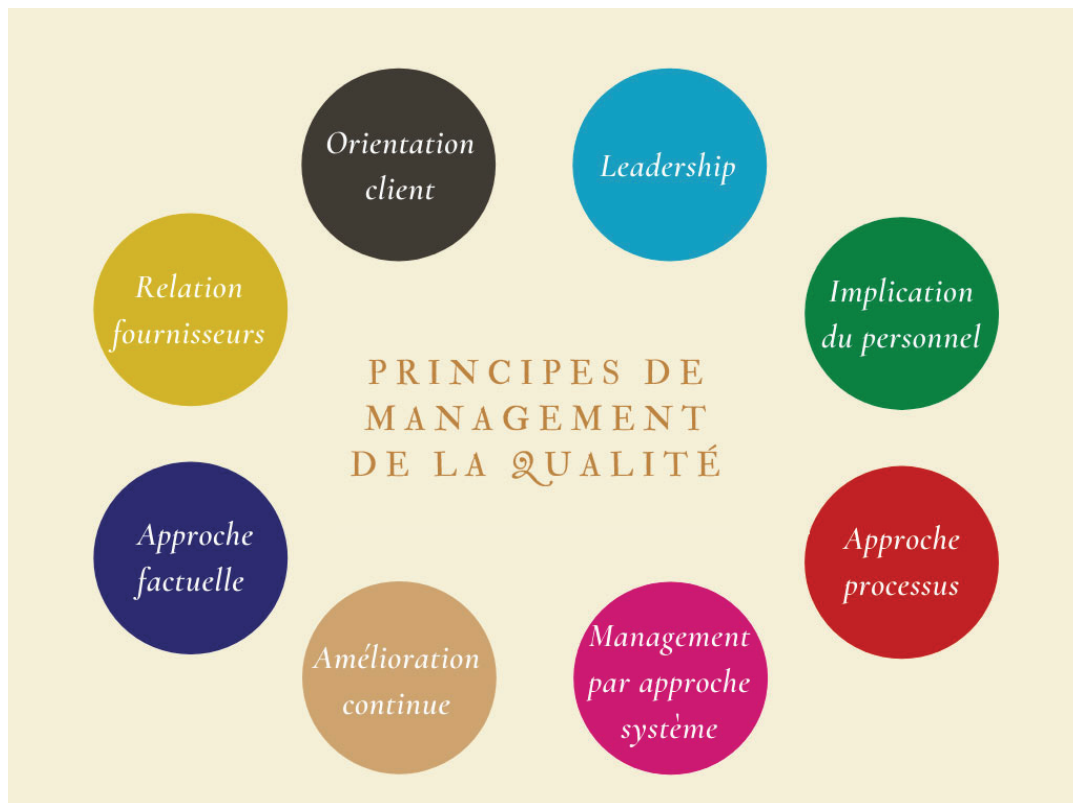 Orientation
client
Leadership
Relation
fournisseurs
Implication
du personnel
PRINCIPES DE
MANAGEMENT
DE LA QUALITÉ
Approche
factuelle
Approche
processus
Amélioration
continue
Management
par approche
système